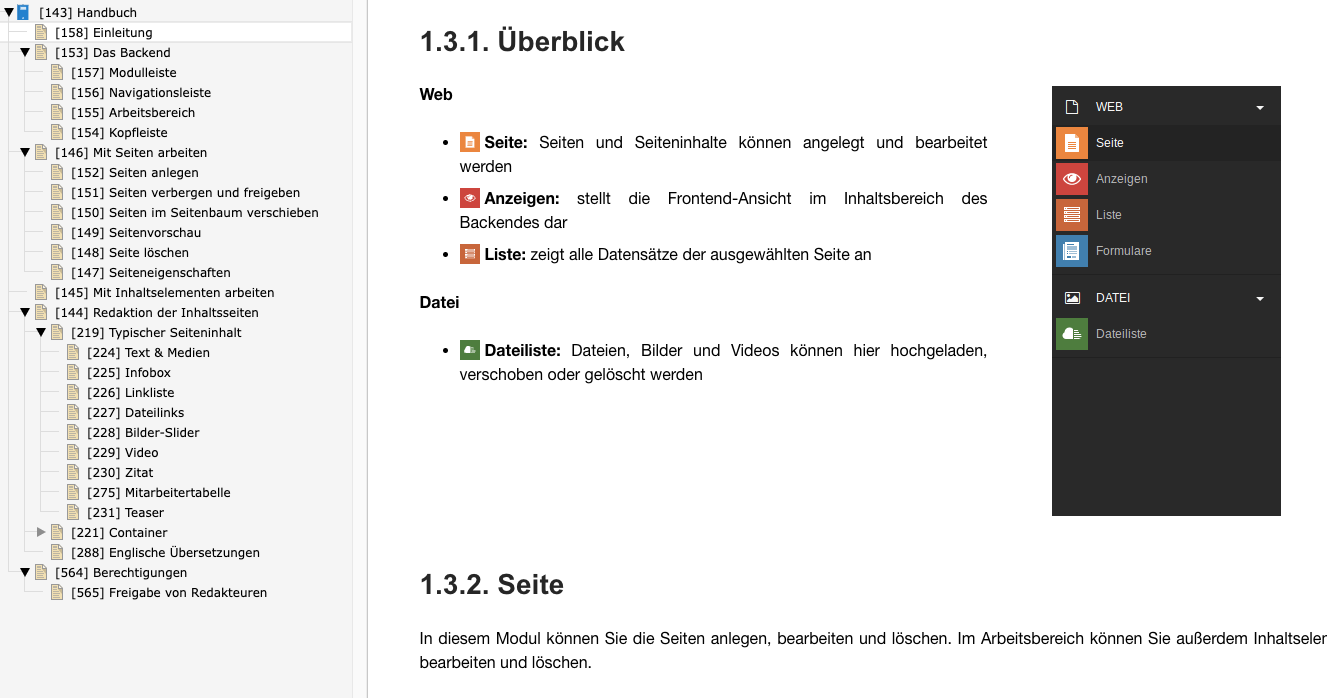 [143] Handbuch
[158] Einleitung
[153] Das Backend
[157] Modulleiste
[156] Navigationsleiste
[155] Arbeitsbereich
[154] Kopfleiste
[146] Mit Seiten arbeiten
[152] Seiten anlegen
[151] Seiten verbergen und freigeben
[150] Seiten im Seitenbaum verschieben
[149] Seitenvorschau
[148] Seite löschen
[147] Seiteneigenschaften
[145] Mit Inhaltselementen arbeiten
[144] Redaktion der Inhaltsseiten
[219] Typischer Seiteninhalt
[224] Text & Medien
[225] Infobox
[226] Linkliste
[227] Dateilinks
[228] Bilder-Slider
[229] Video
[230] Zitat
[275] Mitarbeitertabelle
[231] Teaser
[221] Container
[288] Englische Übersetzungen
[564] Berechtigungen
[565] Freigabe von Redakteuren
1.3.1. Überblick
Web
• Seite: Seiten und Seiteninhalte können angelegt und bearbeitet
werden
• Anzeigen: stellt die Frontend-Ansicht im Inhaltsbereich des
Backendes dar
• Liste: zeigt alle Datensätze der ausgewählten Seite an
Datei
• Dateiliste: Dateien, Bilder und Videos können hier hochgeladen,
verschoben oder gelöscht werden
WEB
Seite
Anzeigen
Liste
Formulare
DATEI
Dateiliste
1.3.2. Seite
In diesem Modul können Sie die Seiten anlegen, bearbeiten und löschen. Im Arbeitsbereich können Sie außerdem Inhaltseler
bearbeiten und löschen.